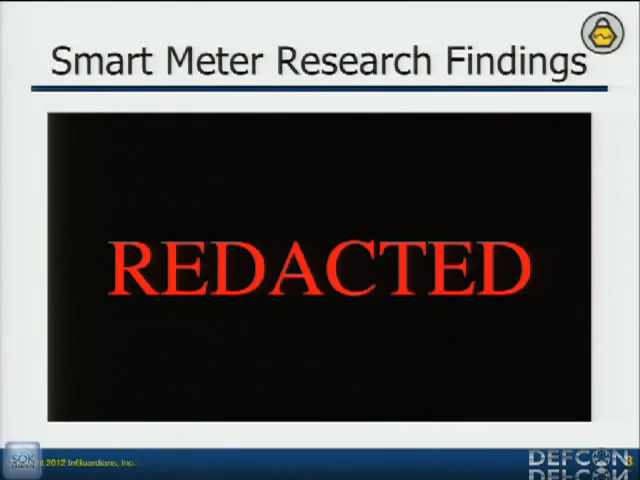 Smart Meter Research Findings
REDACTED
2012 InGuardians, Inc.
DEFCON